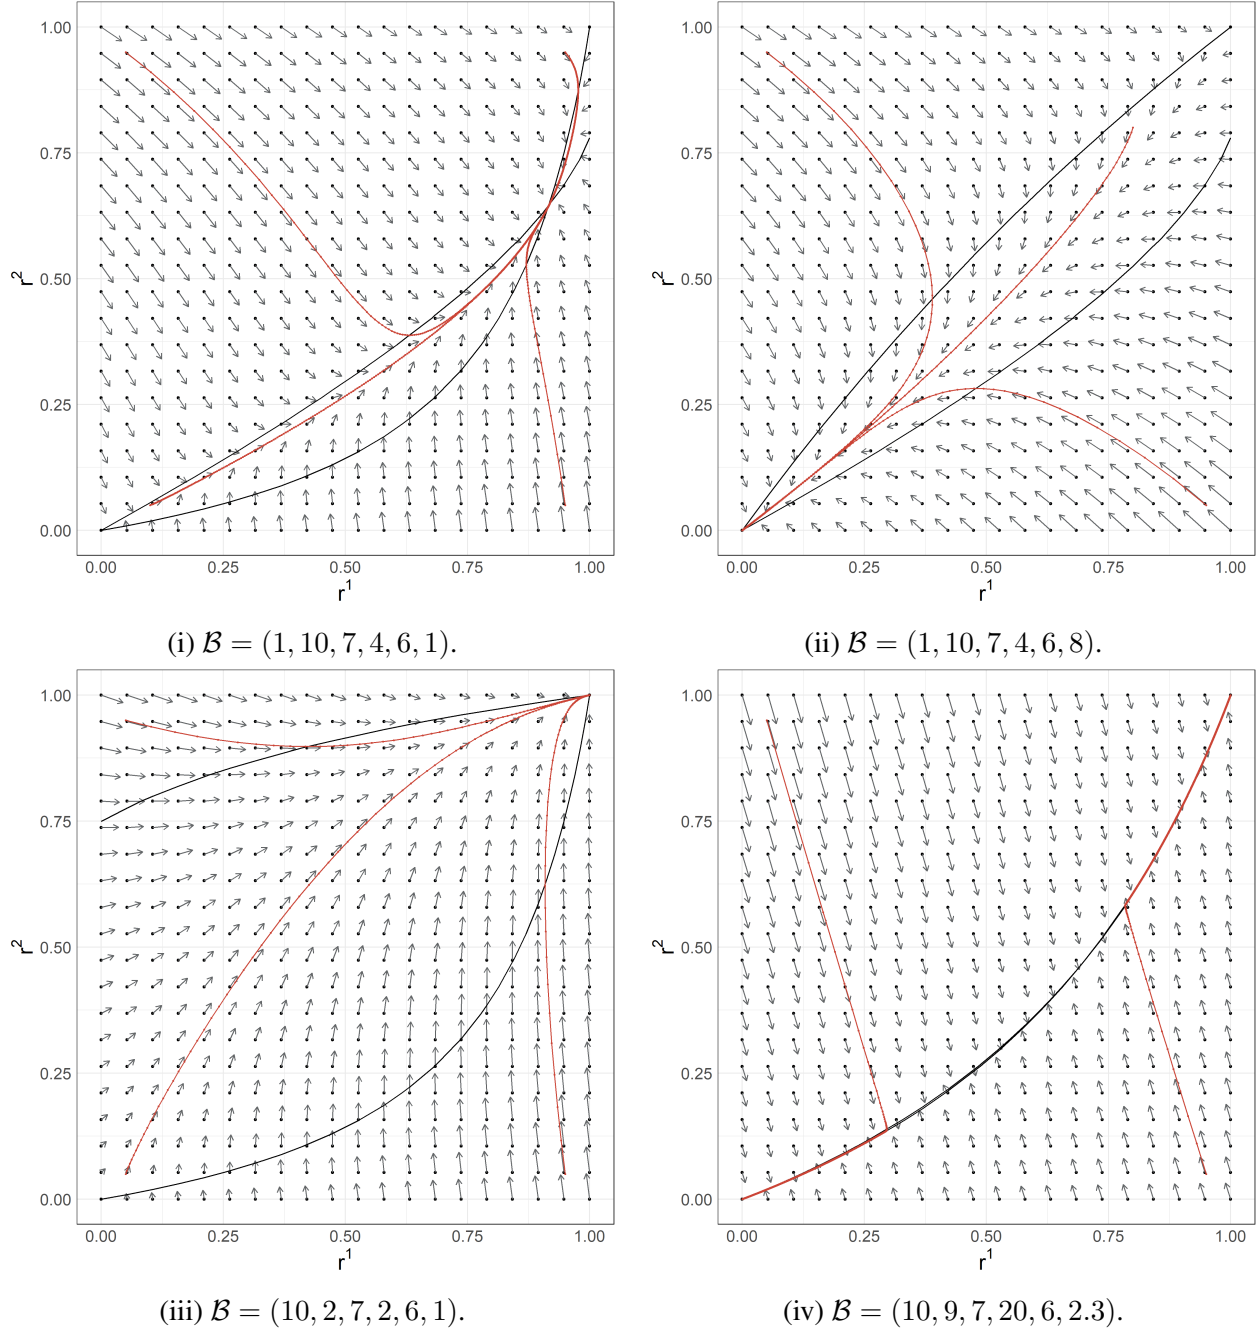 1.00
0.75
0.50
0.25
0.00
r²
0.00 0.25 0.50 0.75 1.00
r¹
(i) ℬ = (1, 10, 7, 4, 6, 1).
1.00
0.75
0.50
0.25
0.00
r²
0.00 0.25 0.50 0.75 1.00
r¹
(ii) ℬ = (1, 10, 7, 4, 6, 8).
1.00
0.75
0.50
0.25
0.00
r²
0.00 0.25 0.50 0.75 1.00
r¹
(iii) ℬ = (10, 2, 7, 2, 6, 1).
1.00
0.75
0.50
0.25
0.00
r²
0.00 0.25 0.50 0.75 1.00
r¹
(iv) ℬ = (10, 9, 7, 20, 6, 2.3).